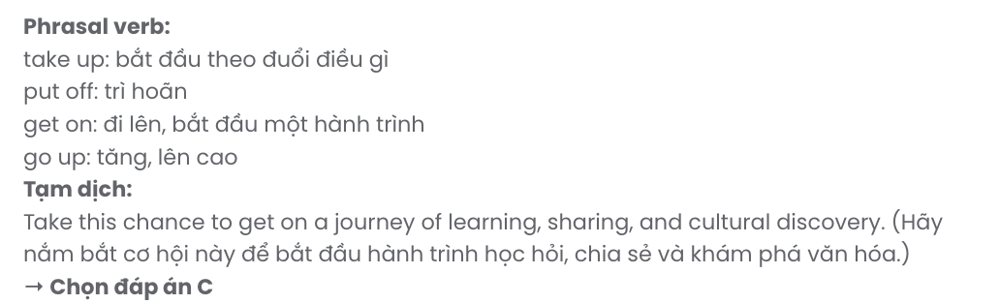 Phrasal verb:
take up: bắt đầu theo đuổi điều gì
put off: trì hoãn
get on: đi lên, bắt đầu một hành trình
go up: tăng, lên cao
Tạm dịch:
Take this chance to get on a journey of learning, sharing, and cultural discovery. (Hãy
nắm bắt cơ hội này để bắt đầu hành trình học hỏi, chia sẻ và khám phá văn hóa.)
→ Chọn đáp án C